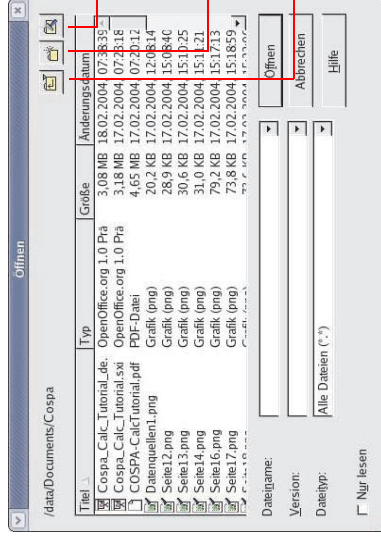 Öffnen
/data/Documents/Cospa
Titel Typ Größe Änderungsdatum
Cospa_Calc_Tutorial_de. OpenOffice.org 1.0 Prä 3,08 MB 18.02.2004, 07:38:39
Cospa_Calc_Tutorial.sxi OpenOffice.org 1.0 Prä 3,18 MB 17.02.2004, 07:23:18
COSPA-CalcTutorial.pdf PDF-Datei 4,65 MB 17.02.2004, 07:20:12
Datenquellen1.png Grafik (png) 20,2 KB 17.02.2004, 12:08:14
Seite12.png Grafik (png) 28,9 KB 17.02.2004, 15:08:40
Seite13.png Grafik (png) 30,6 KB 17.02.2004, 15:10:25
Seite14.png Grafik (png) 31,0 KB 17.02.2004, 15:11:21
Seite16.png Grafik (png) 79,2 KB 17.02.2004, 15:17:13
Seite17.png Grafik (png) 73,8 KB 17.02.2004, 15:18:59
Dateiname: Öffnen
Version: Abbrechen
Dateityp: Alle Dateien (*.*) Hilfe
Nur lesen